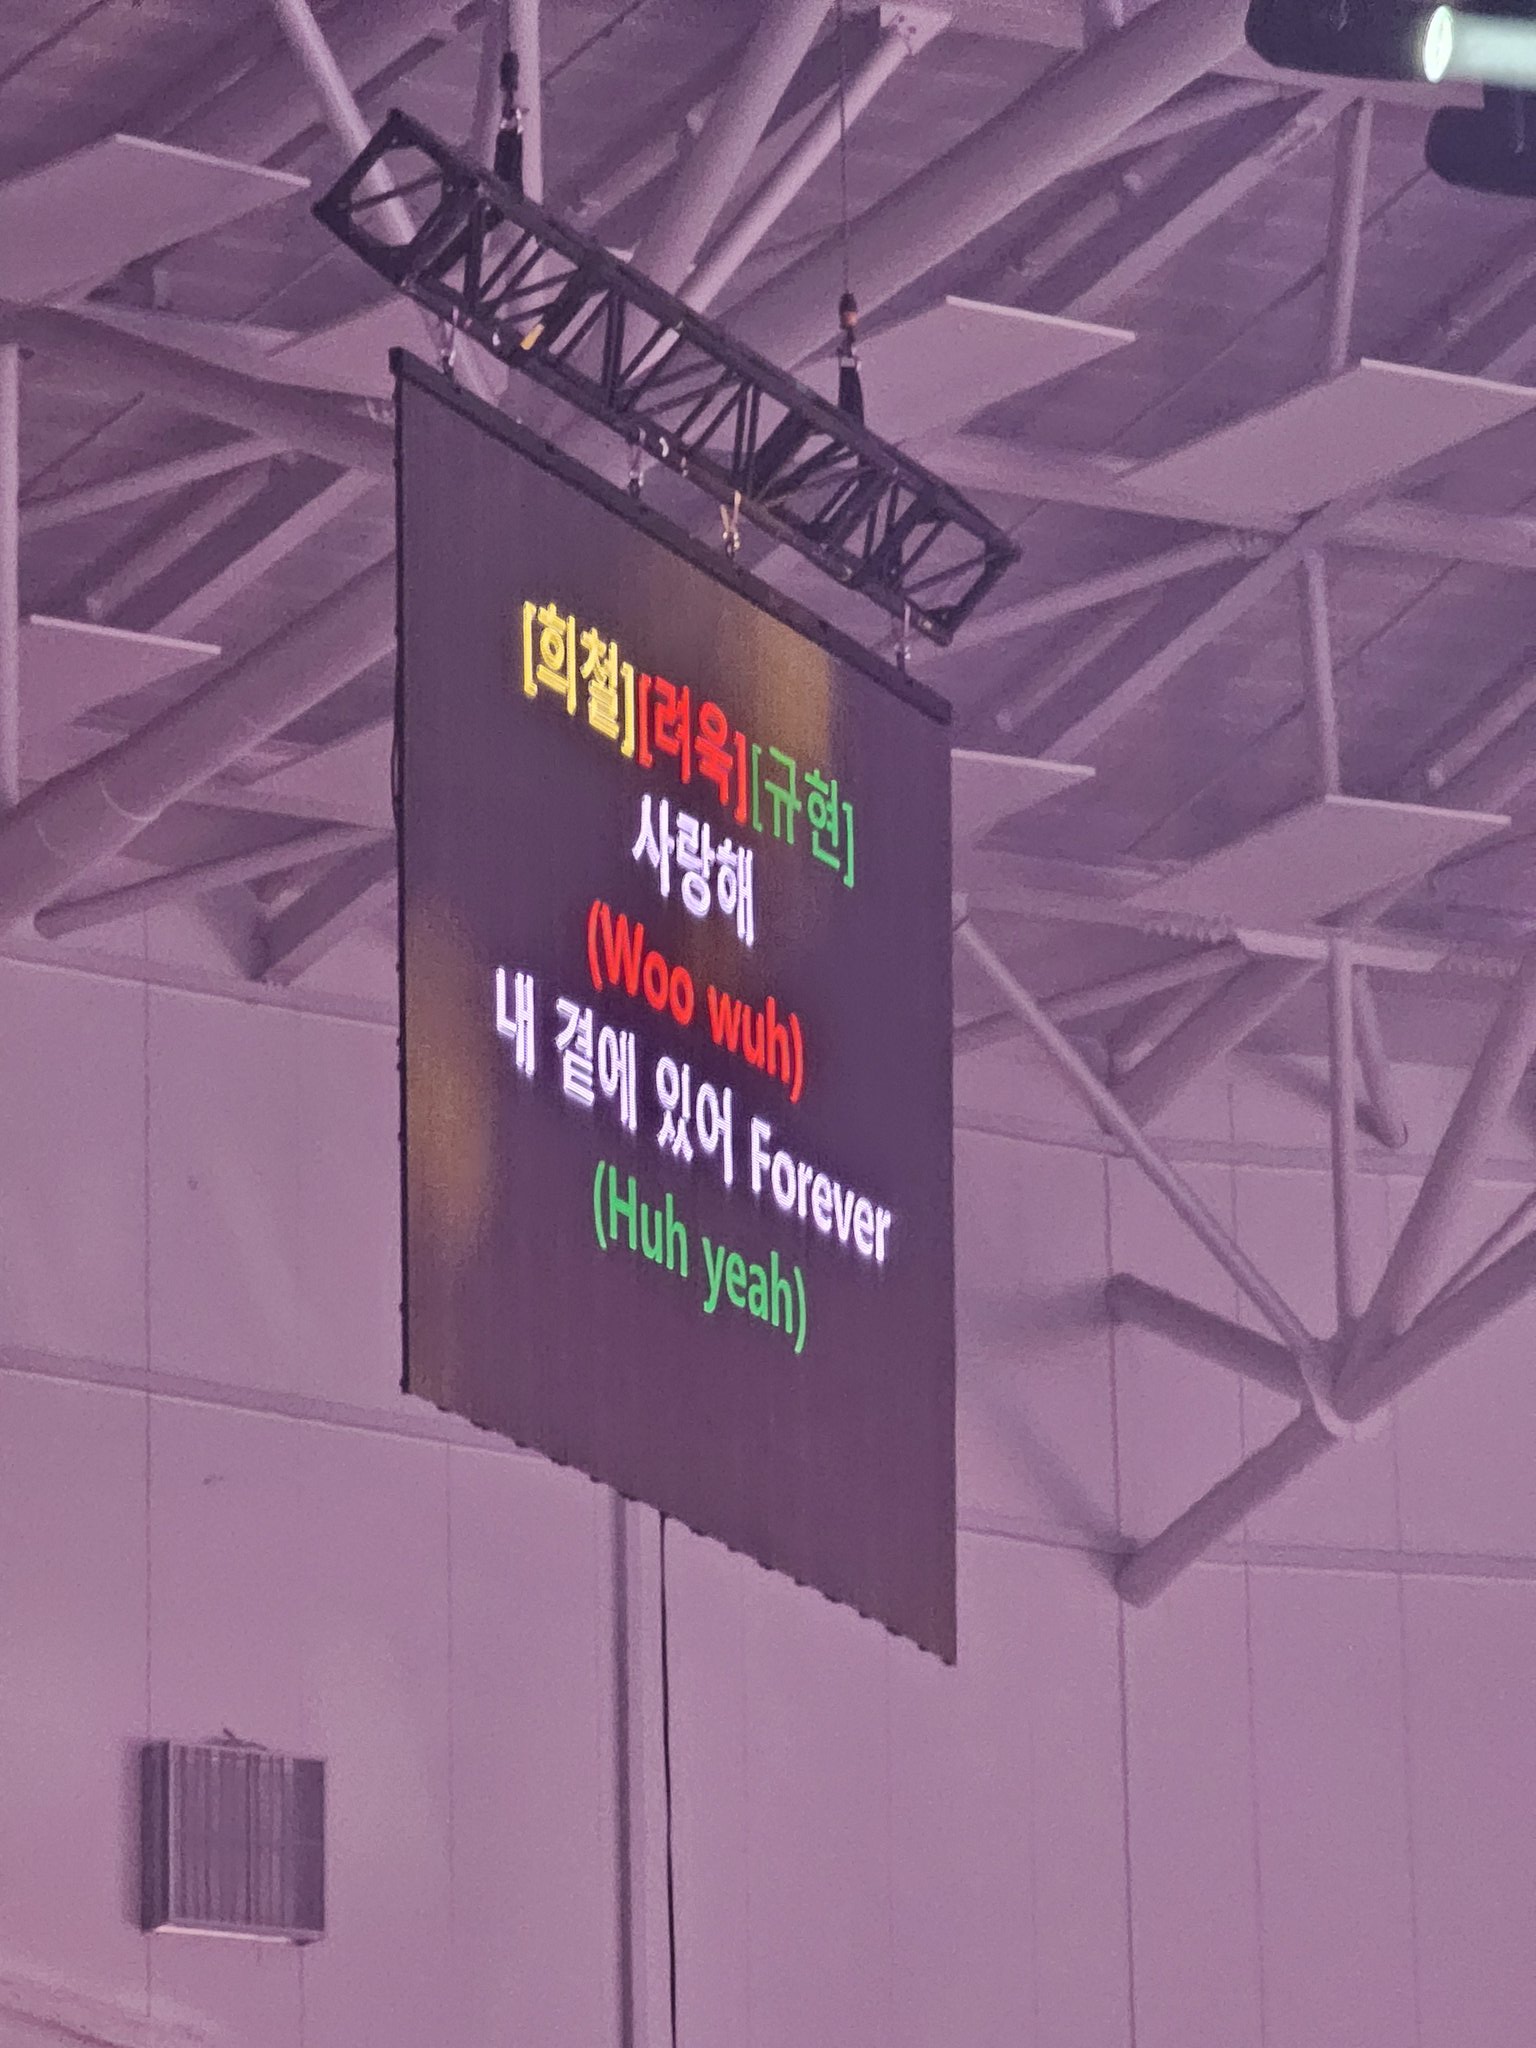 [희철][려욱][규현]
사랑해
(Woo wuh)
내 곁에 있어 Forever
(Huh yeah)